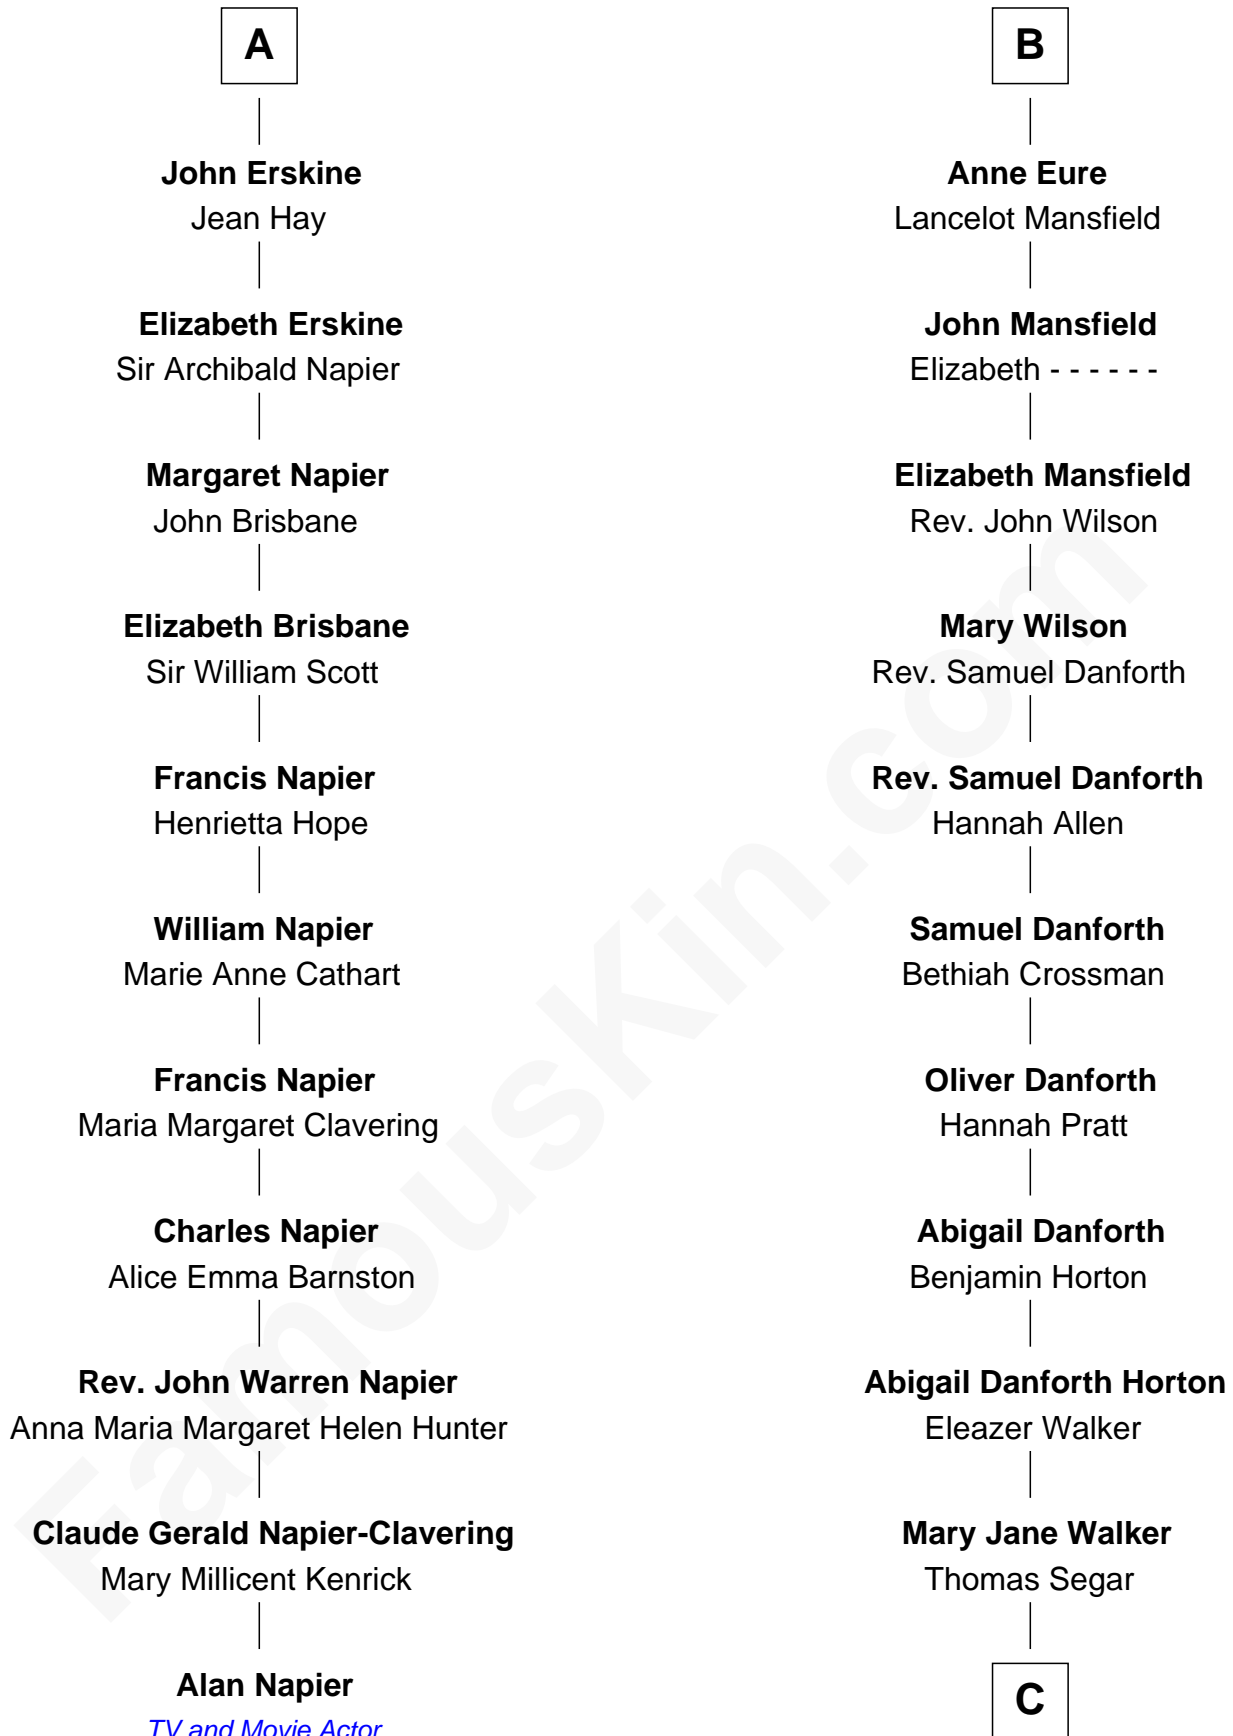 A
John Erskine
Jean Hay
Elizabeth Erskine
Sir Archibald Napier
Margaret Napier
John Brisbane
Elizabeth Brisbane
Sir William Scott
Francis Napier
Henrietta Hope
William Napier
Marie Anne Cathart
Francis Napier
Maria Margaret Clavering
Charles Napier
Alice Emma Barnston
Rev. John Warren Napier
Anna Maria Margaret Helen Hunter
Claude Gerald Napier-Clavering
Mary Millicent Kenrick
Alan Napier
TV and Movie Actor
B
Anne Eure
Lancelot Mansfield
John Mansfield
Elizabeth - - - - - -
Elizabeth Mansfield
Rev. John Wilson
Mary Wilson
Rev. Samuel Danforth
Rev. Samuel Danforth
Hannah Allen
Samuel Danforth
Bethiah Crossman
Oliver Danforth
Hannah Pratt
Abigail Danforth
Benjamin Horton
Abigail Danforth Horton
Eleazer Walker
Mary Jane Walker
Thomas Segar
C
FamousKin.com